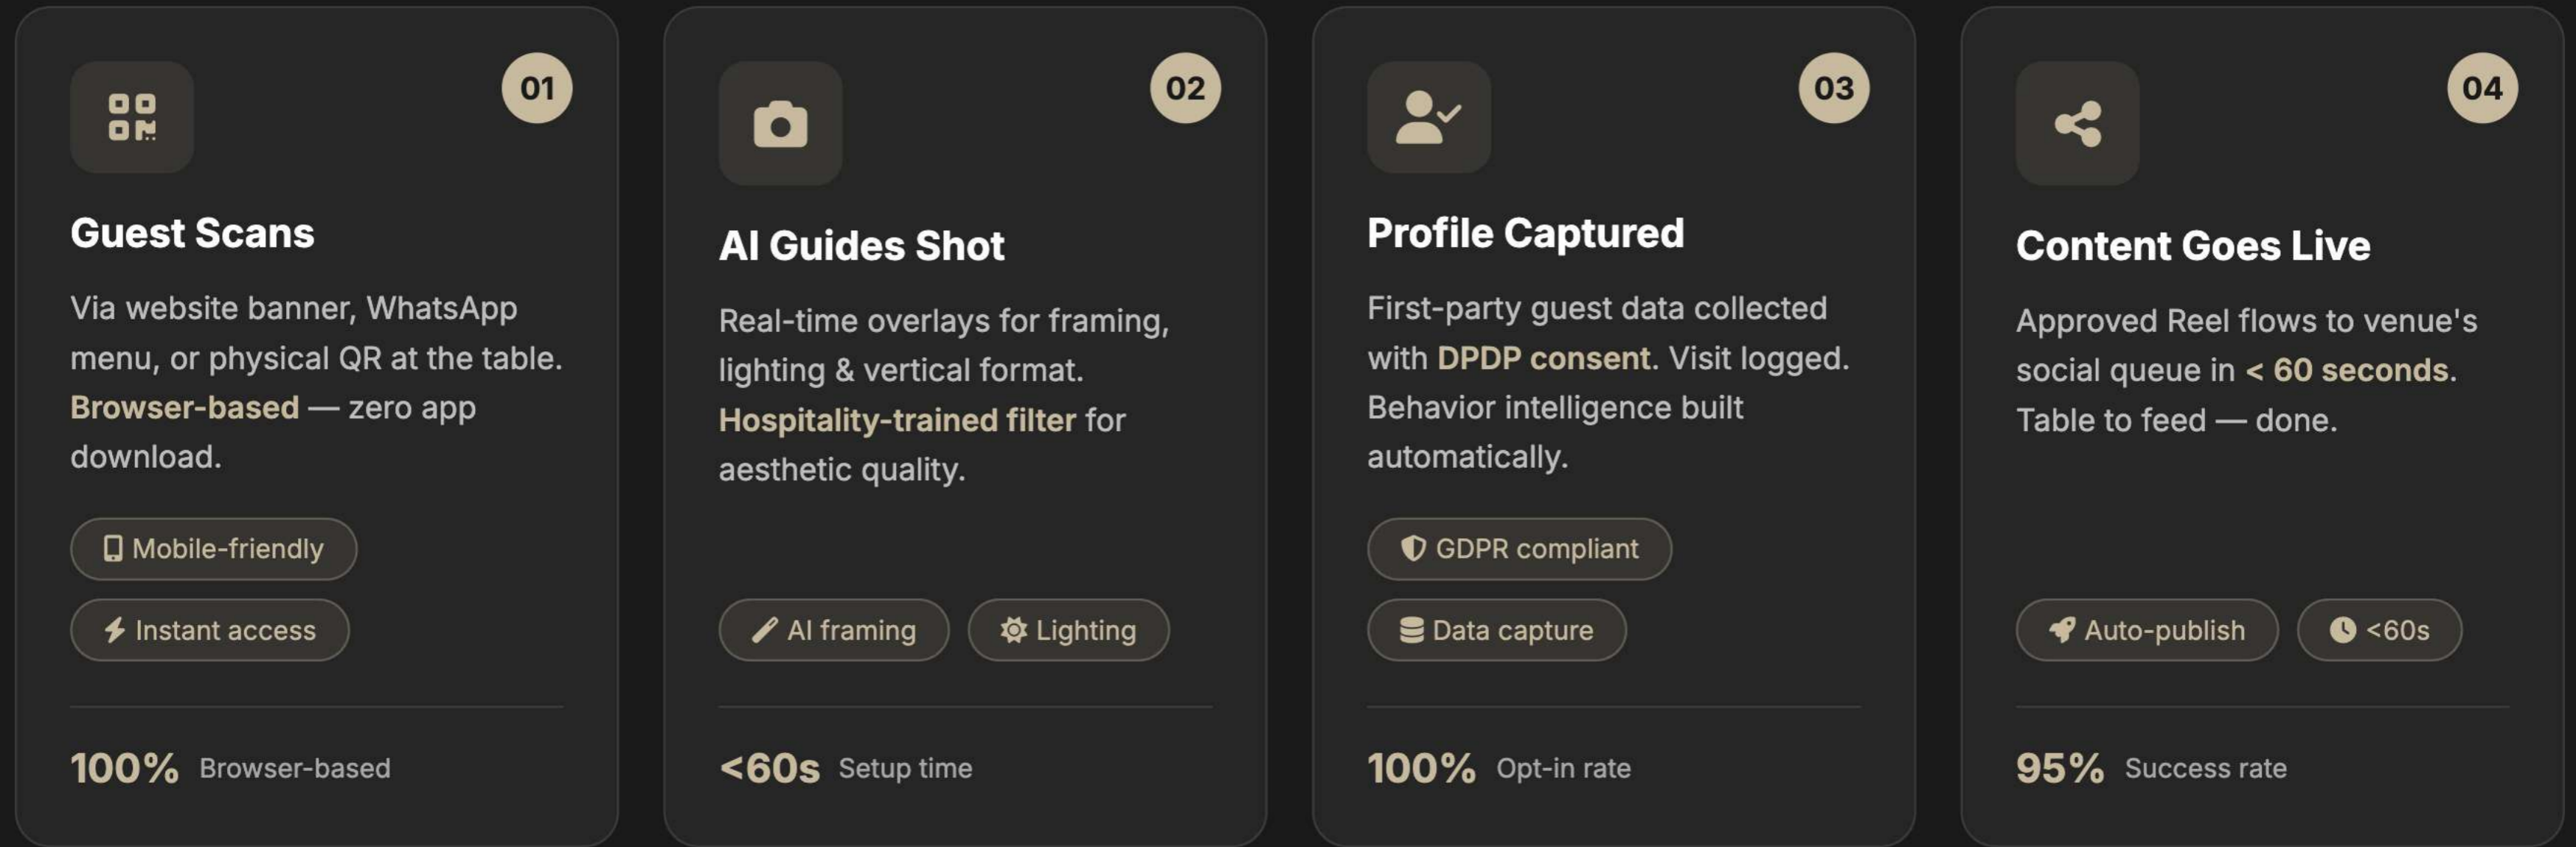 01
Guest Scans
Via website banner, WhatsApp
menu, or physical QR at the table.
Browser-based — zero app
download.
Mobile-friendly
Instant access
100% Browser-based
02
AI Guides Shot
Real-time overlays for framing,
lighting & vertical format.
Hospitality-trained filter for
aesthetic quality.
AI framing
Lighting
<60s Setup time
03
Profile Captured
First-party guest data collected
with DPDP consent. Visit logged.
Behavior intelligence built
automatically.
GDPR compliant
Data capture
100% Opt-in rate
04
Content Goes Live
Approved Reel flows to venue's
social queue in < 60 seconds.
Table to feed — done.
Auto-publish
<60s
95% Success rate